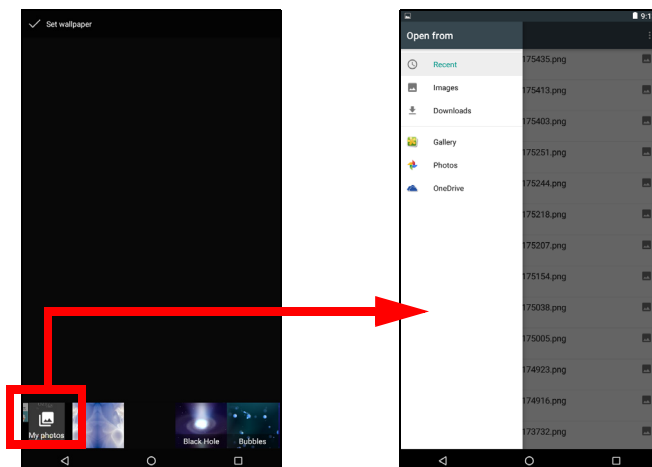 Set wallpaper
My photos
Black Hole
Bubbles
9:1
Open from
Recent
Images
Downloads
Gallery
Photos
OneDrive
175435.png
175413.png
175403.png
175251.png
175244.png
175218.png
175207.png
175154.png
175038.png
175005.png
174923.png
174916.png
173732.png